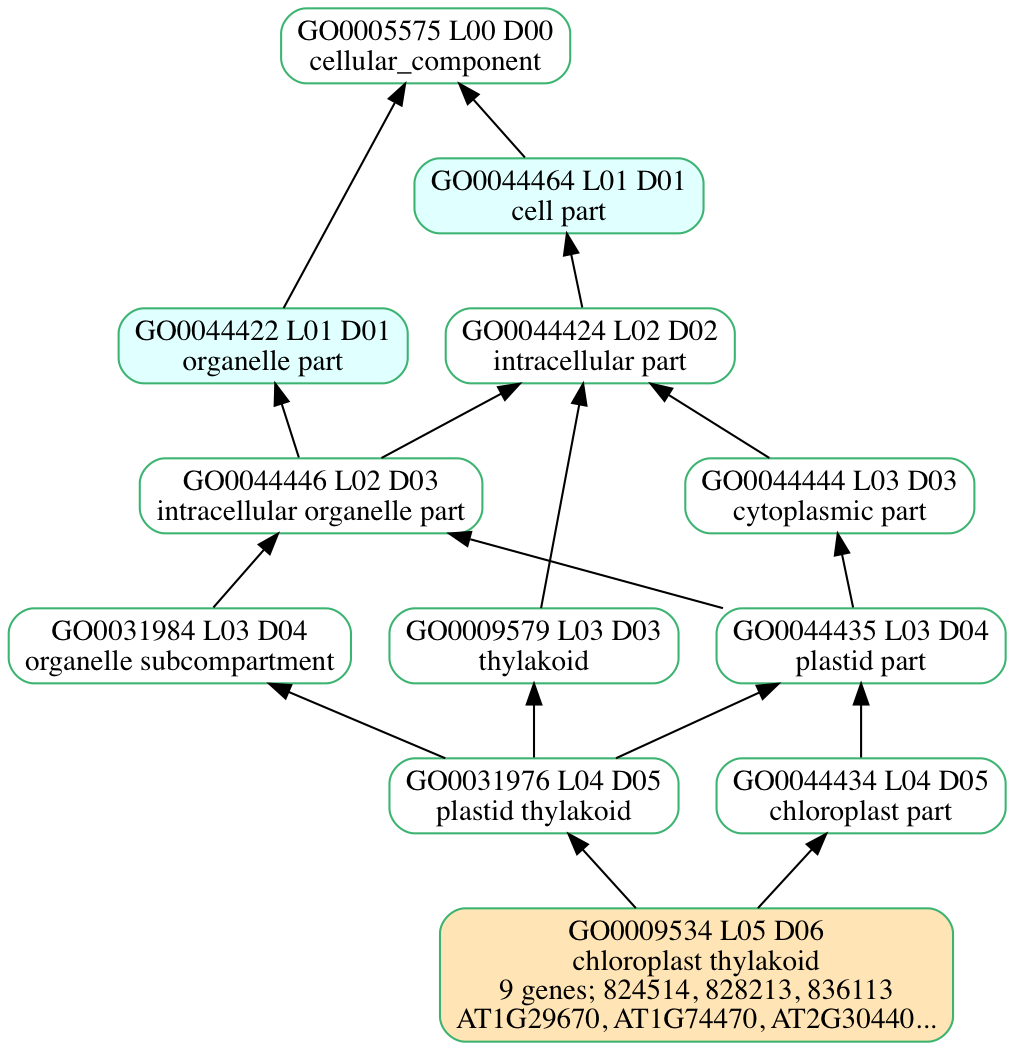 GO0005575 L00 D00
cellular_component
GO0044464 L01 D01
cell part
GO0044422 L01 D01
organelle part
GO0044424 L02 D02
intracellular part
GO0044446 L02 D03
intracellular organelle part
GO0044444 L03 D03
cytoplasmic part
GO0031984 L03 D04
organelle subcompartment
GO0009579 L03 D03
thylakoid
GO0044435 L03 D04
plastid part
GO0031976 L04 D05
plastid thylakoid
GO0044434 L04 D05
chloroplast part
GO0009534 L05 D06
chloroplast thylakoid
9 genes; 824514, 828213, 836113
AT1G29670, AT1G74470, AT2G30440...